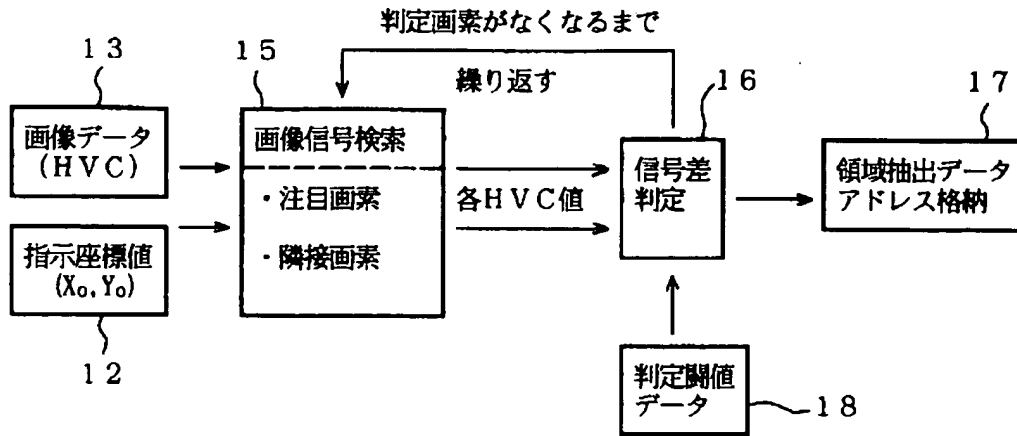 判定画素がなくなるまで
繰り返す
13
15
16
17
画像データ
(HVC)
画像信号検索
・注目画素
・隣接画素
各HVC値
信号差
判定
領域抽出データ
アドレス格納
指示座標値
(X₀,Y₀)
12
判定閾値
データ
18